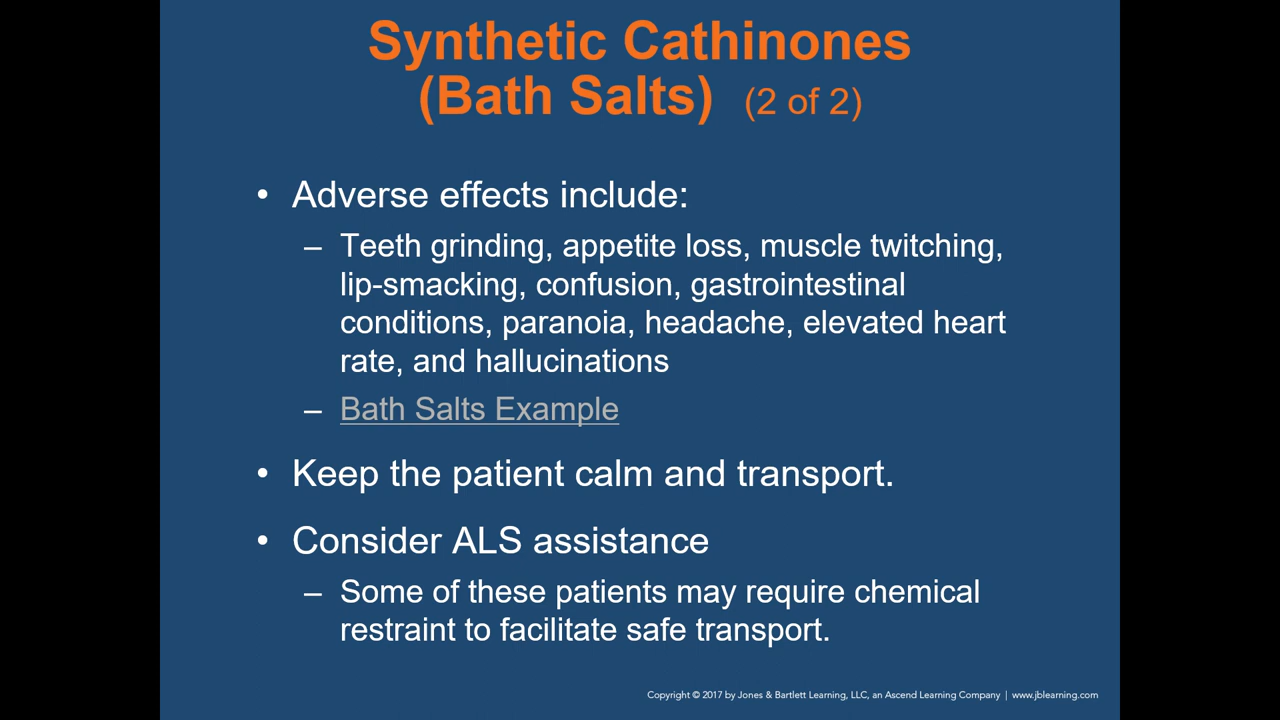 Synthetic Cathinones
(Bath Salts) (2 of 2)
• Adverse effects include:
– Teeth grinding, appetite loss, muscle twitching,
lip-smacking, confusion, gastrointestinal
conditions, paranoia, headache, elevated heart
rate, and hallucinations
– Bath Salts Example
• Keep the patient calm and transport.
• Consider ALS assistance
– Some of these patients may require chemical
restraint to facilitate safe transport.
Copyright © 2017 by Jones & Bartlett Learning, LLC, an Ascend Learning Company | www.jblearning.com